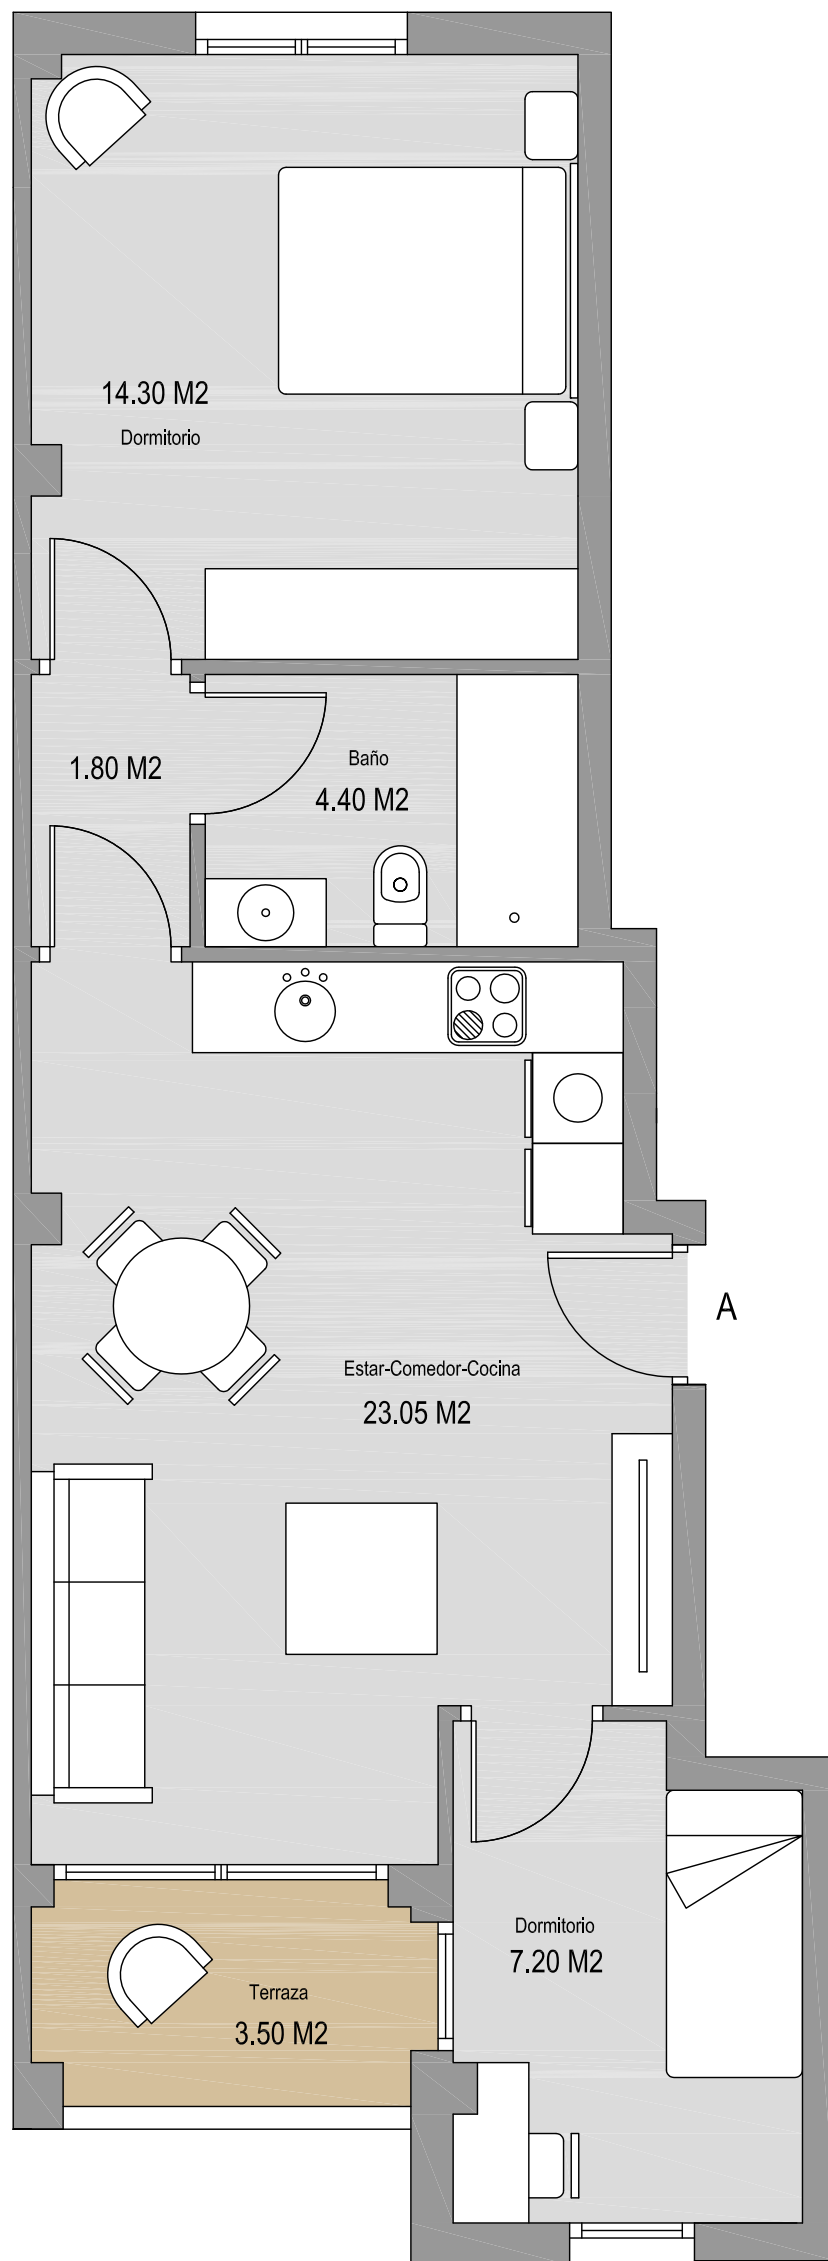 14.30 M2
Dormitorio
1.80 M2
Baño
4.40 M2
A
Estar-Comedor-Cocina
23.05 M2
Dormitorio
7.20 M2
Terraza
3.50 M2